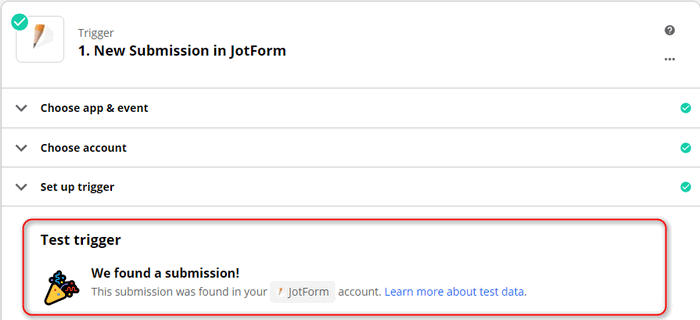 Trigger
1. New Submission in JotForm
Choose app & event
Choose account
Set up trigger
Test trigger
We found a submission!
This submission was found in your JotForm account. Learn more about test data.